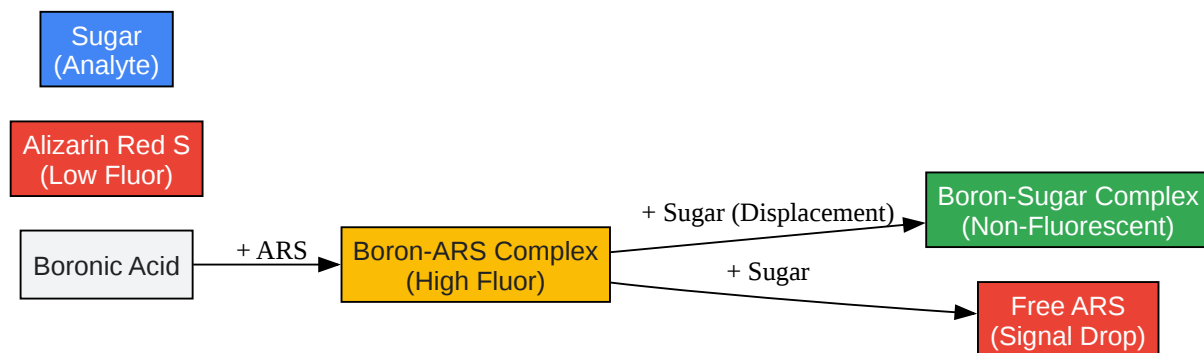 Sugar
(Analyte)
Alizarin Red S
(Low Fluor)
Boronic Acid
+ ARS
Boron-ARS Complex
(High Fluor)
+ Sugar (Displacement)
+ Sugar
Boron-Sugar Complex
(Non-Fluorescent)
Free ARS
(Signal Drop)